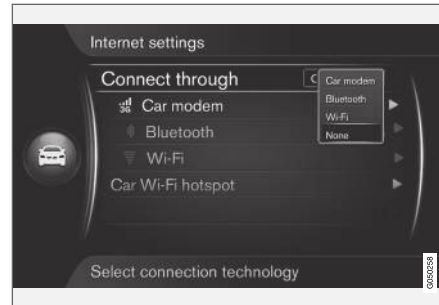 Internet settings
Connect through
Car modem
Bluetooth
Wi-Fi
None
3G
Car modem
Bluetooth
Wi-Fi
Car Wi-Fi hotspot
Select connection technology
G050258